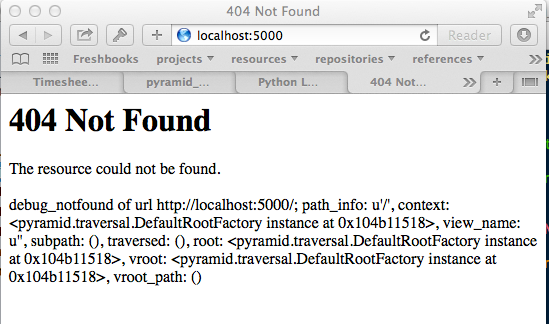 404 Not Found
localhost:5000
Reader
Freshbooks projects ▾ resources ▾ repositories ▾ references ▾ >>
Timeshee... pyramid_... Python L... 404 Not... >> +
404 Not Found
The resource could not be found.
debug_notfound of url http://localhost:5000/; path_info: u'/', context:
<pyramid.traversal.DefaultRootFactory instance at 0x104b11518>, view_name:
u'', subpath: (), traversed: (), root: <pyramid.traversal.DefaultRootFactory instance
at 0x104b11518>, vroot: <pyramid.traversal.DefaultRootFactory instance at
0x104b11518>, vroot_path: ()